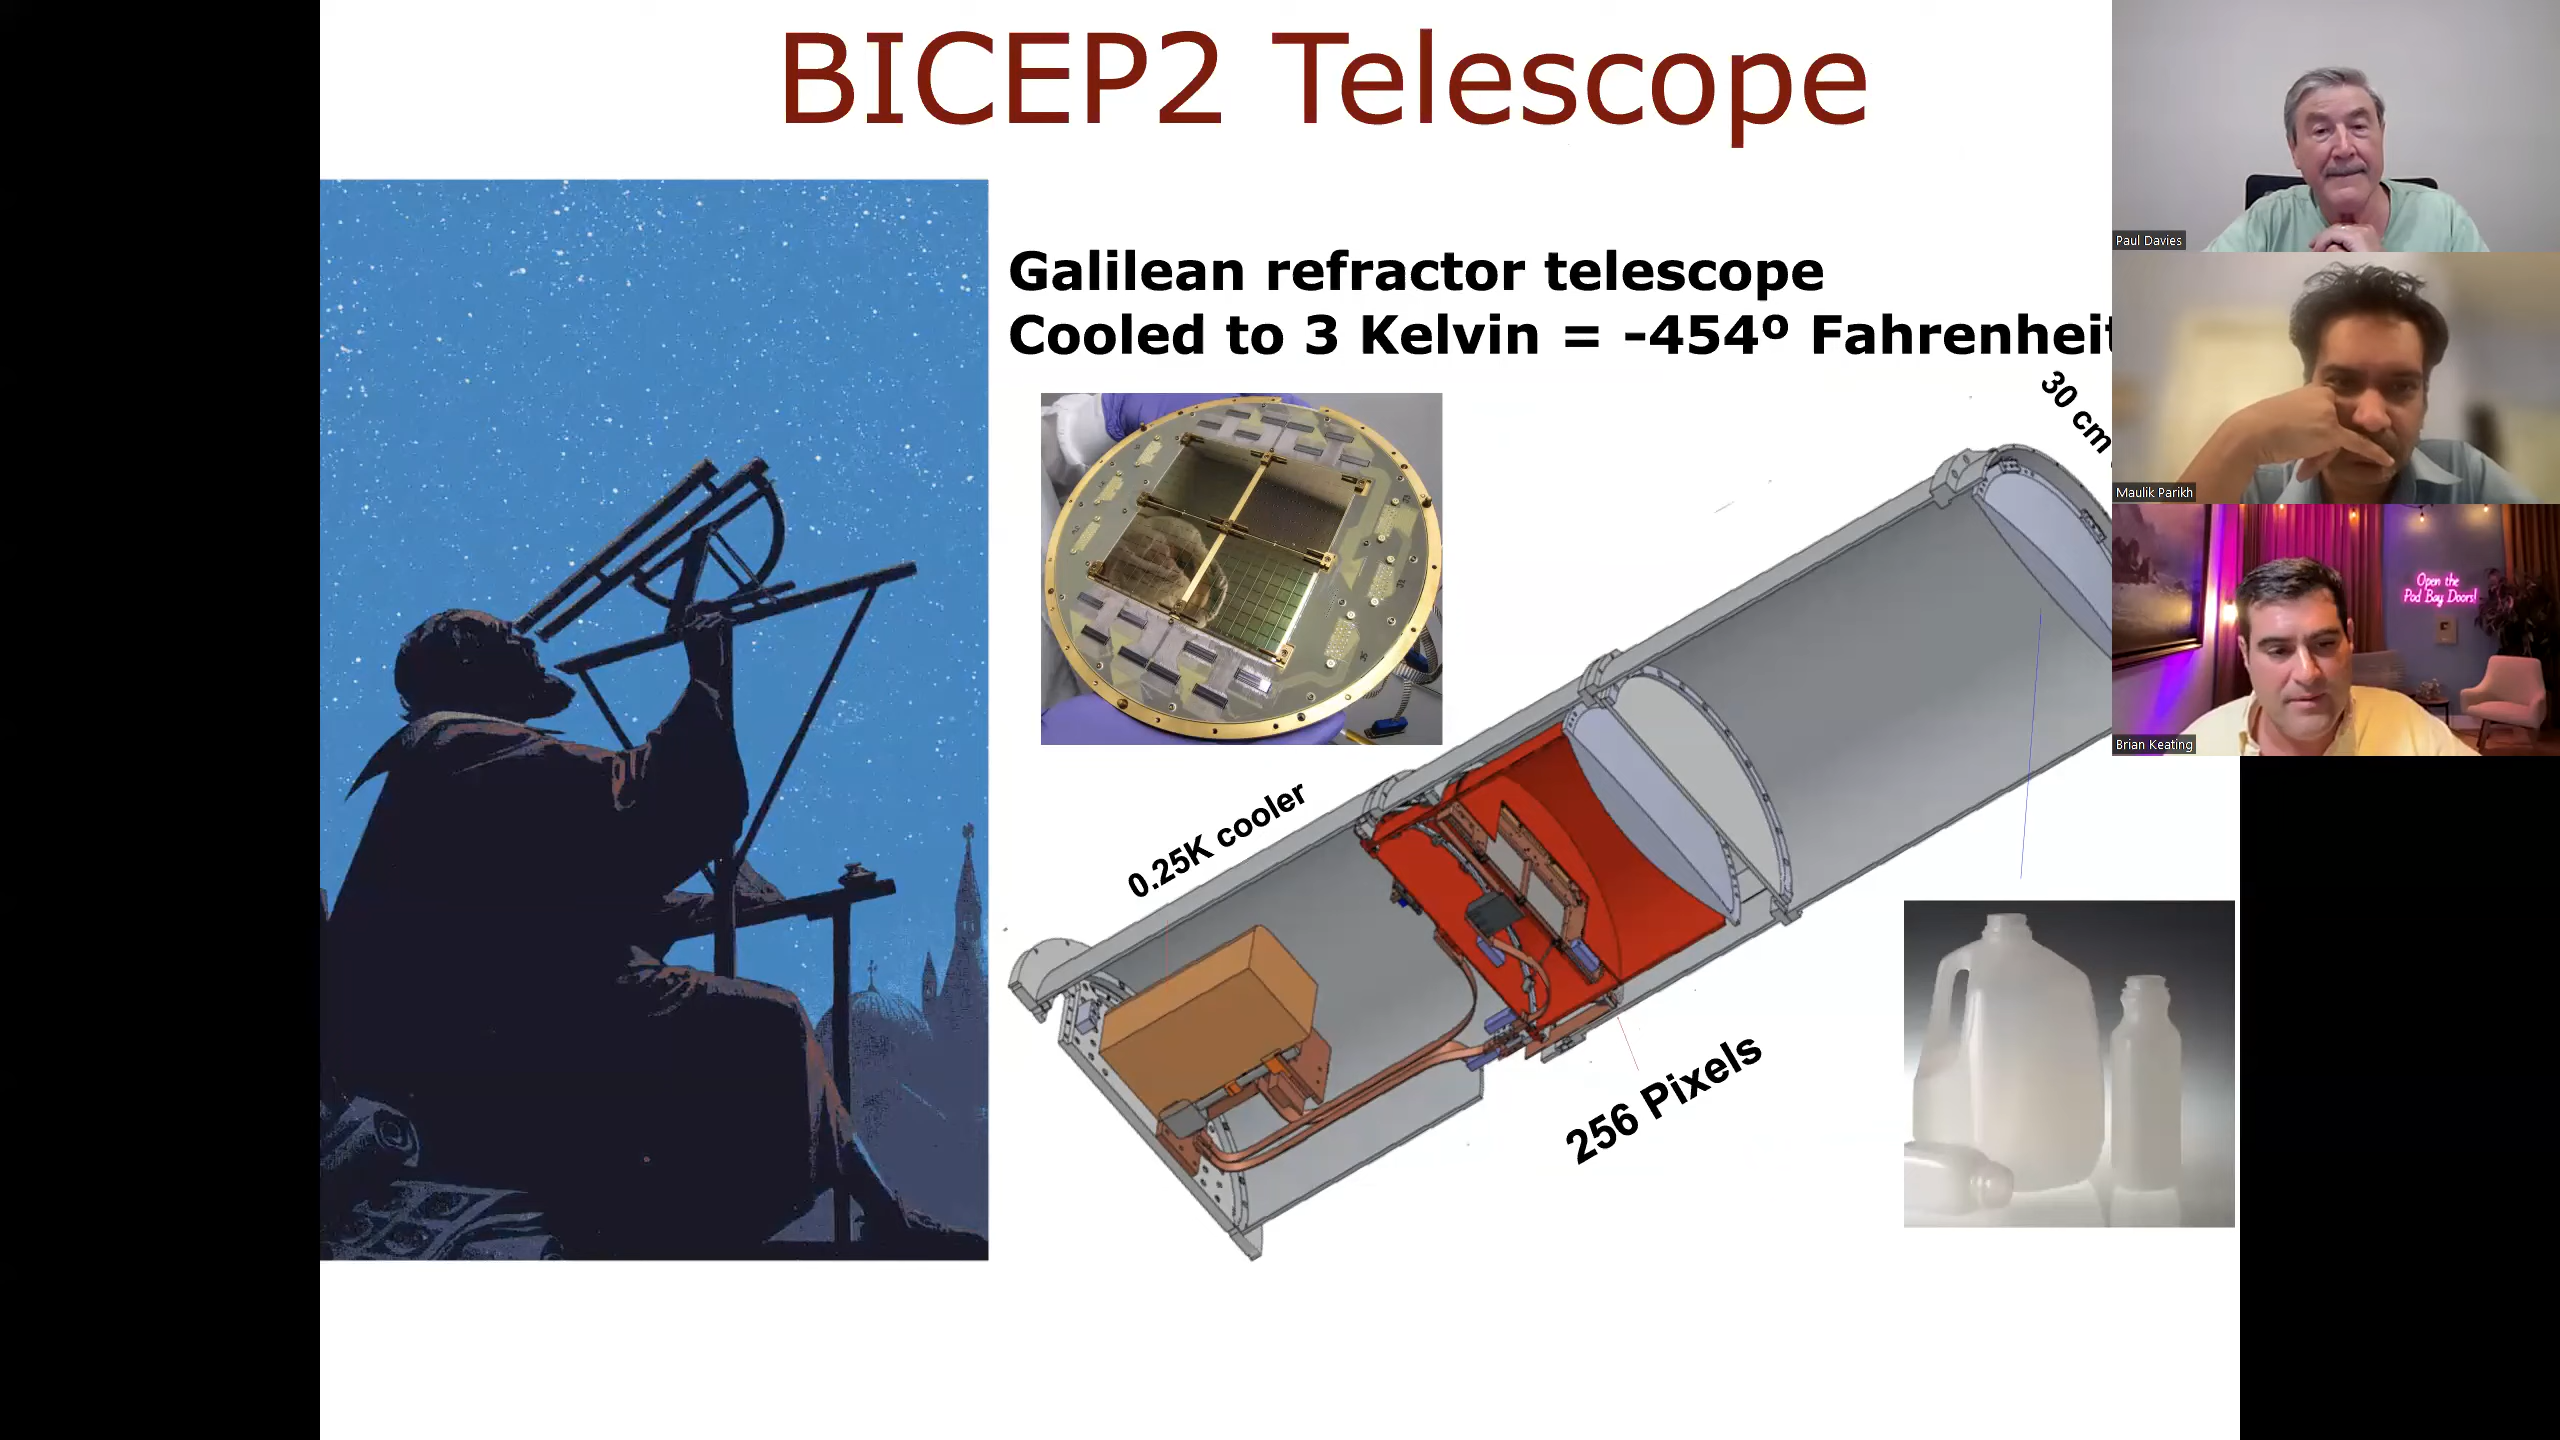 BICEP2 Telescope
Galilean refractor telescope
Cooled to 3 Kelvin = -454º Fahrenheit
30 cm
0.25K cooler
256 Pixels
Paul Davies
Maulik Parikh
Open the
Pod Bay Doors!
Brian Keating